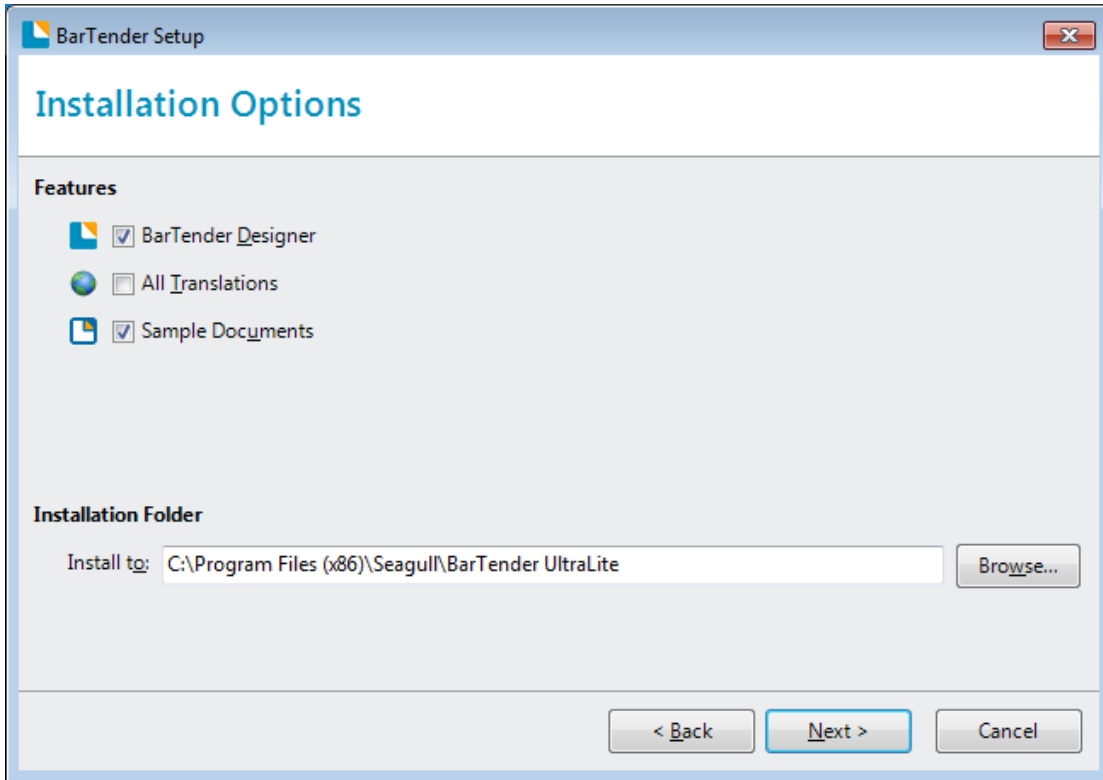 BarTender Setup
Installation Options
Features
BarTender Designer
All Translations
Sample Documents
Installation Folder
Install to: C:\Program Files (x86)\Seagull\BarTender UltraLite Browse...
< Back Next > Cancel